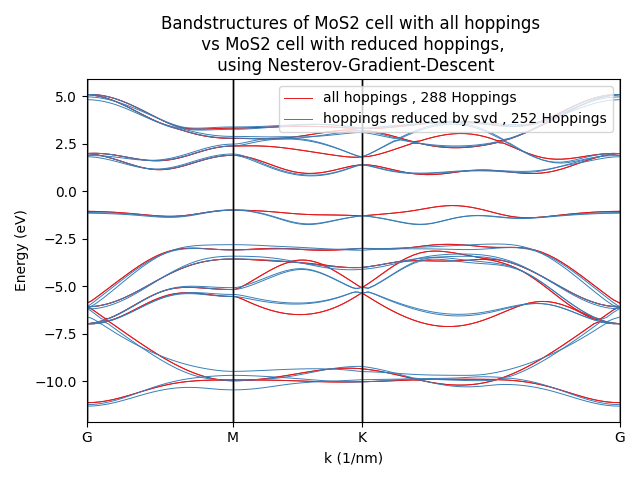 Bandstructures of MoS2 cell with all hoppings
vs MoS2 cell with reduced hoppings,
using Nesterov-Gradient-Descent
all hoppings , 288 Hoppings
hoppings reduced by svd , 252 Hoppings
Energy (eV)
5.0
2.5
0.0
−2.5
−5.0
−7.5
−10.0
G
M
K
G
k (1/nm)